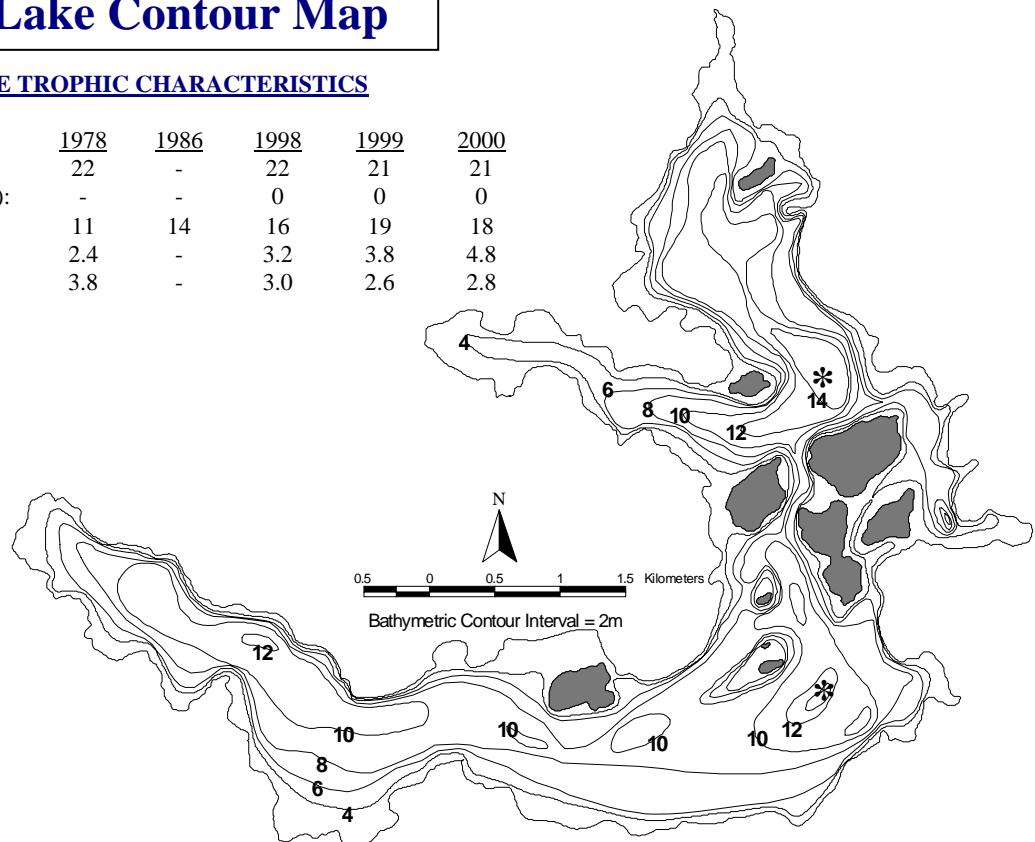 Lake Contour Map
E TROPHIC CHARACTERISTICS
1978 1986 1998 1999 2000
22 - 22 21 21
): - - 0 0 0
11 14 16 19 18
2.4 - 3.2 3.8 4.8
3.8 - 3.0 2.6 2.8
4
6
8
10
12
*
14
N
0.5 0 0.5 1 1.5 Kilometers
Bathymetric Contour Interval = 2m
12
*
10
10
10
10
12
8
6
4